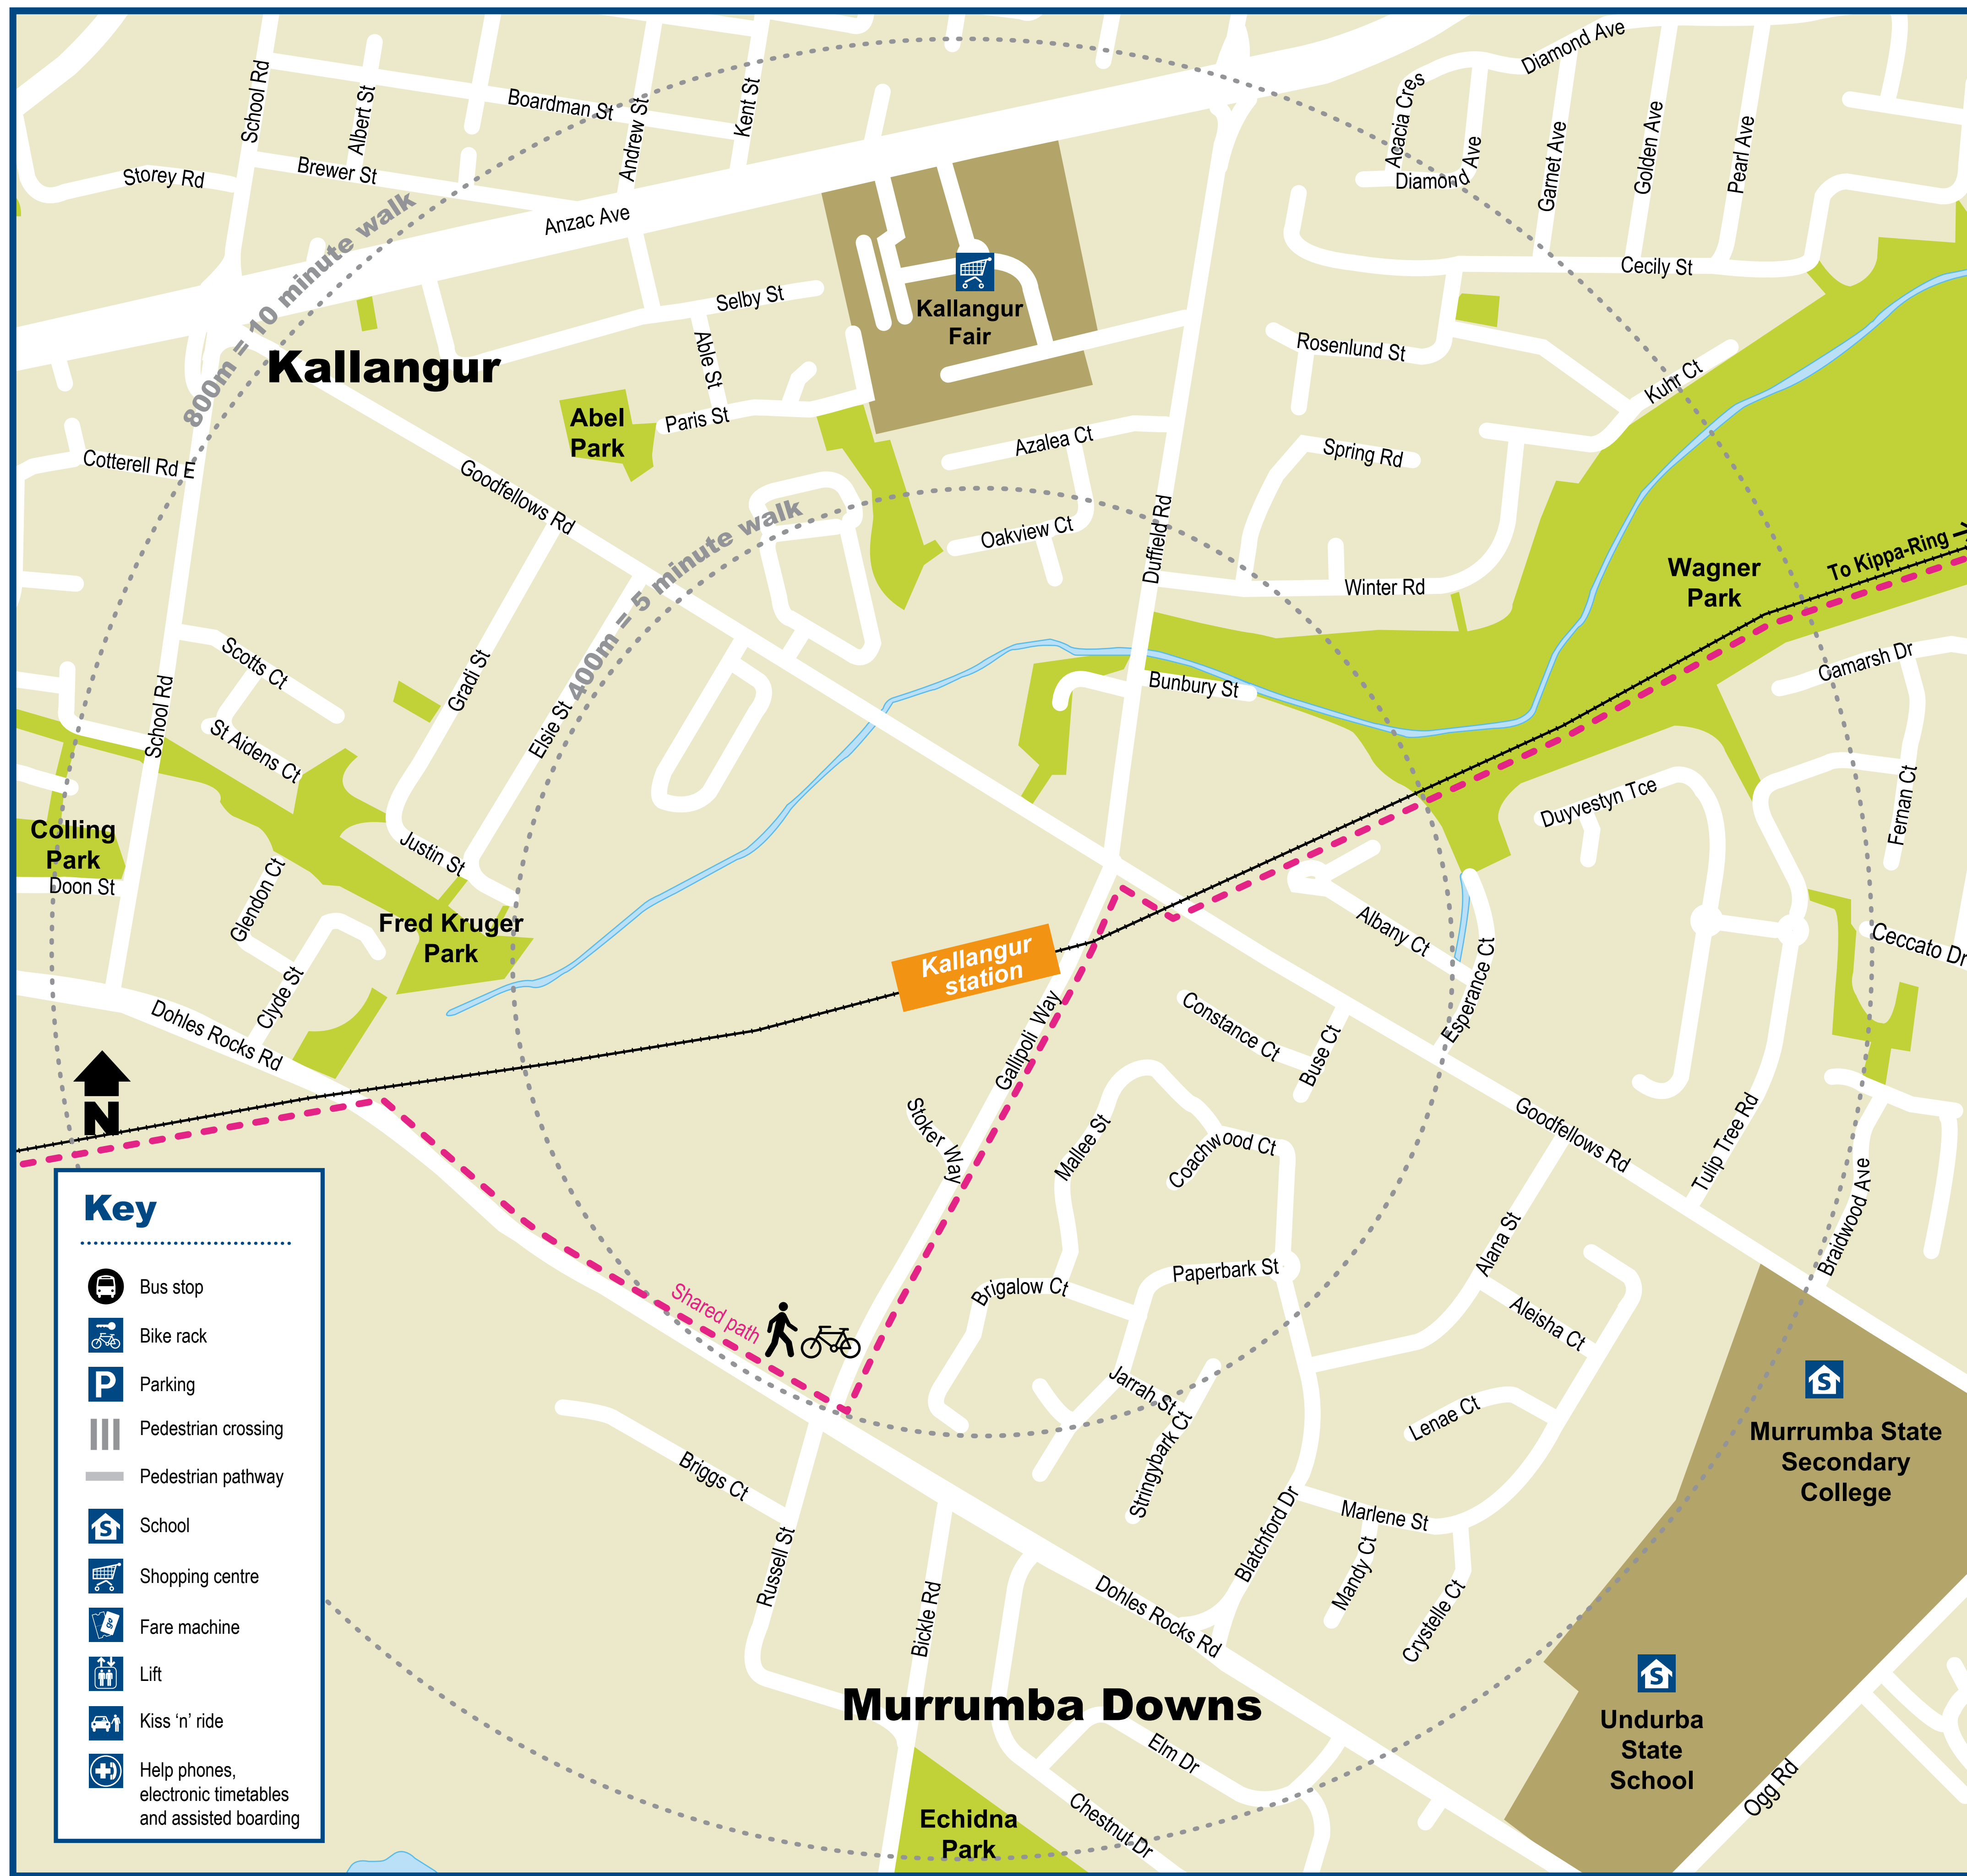 Diamond Ave
School Rd
Albert St
Boardman St
Andrew St
Kent St
Acacia Cres
Diamond Ave
Garnet Ave
Golden Ave
Pearl Ave
Storey Rd
Brewer St
Anzac Ave
800m = 10 minute walk
Cecily St
Selby St
Kallangur
Fair
Kallangur
Able St
Rosenlund St
Kuhr Ct
Abel
Park
Paris St
Azalea Ct
Spring Rd
Cotterell Rd E
Goodfellows Rd
400m = 5 minute walk
Oakview Ct
Duffield Rd
Winter Rd
Wagner
Park
To Kippa-Ring
Scotts Ct
Gradi St
Elsie St
Bunbury St
Camarsh Dr
School Rd
St Aidens Ct
Duyvestyn Tce
Fernan Ct
Colling
Park
Doon St
Justin St
Glendon Ct
Fred Kruger
Park
Kallangur
station
Albany Ct
Esperance Ct
Ceccato Dr
Clyde St
Dohles Rocks Rd
Gallipoli Way
Constance Ct
Buse Ct
N
Stoker Way
Mallee St
Coachwood Ct
Goodfellows Rd
Tulip Tree Rd
Braidwood Ave
Alana St
Paperbark St
Brigalow Ct
Aleisha Ct
Shared path
Jarrah St
Stringybark Ct
Lenae Ct
Murrumba State
Secondary
College
Briggs Ct
Russell St
Bickle Rd
Blatchford Dr
Marlene St
Mandy Ct
Crystelle Ct
Dohles Rocks Rd
Murrumba Downs
Undurba
State
School
Elm Dr
Chestnut Dr
Ogg Rd
Echidna
Park
Key
Bus stop
Bike rack
P
Parking
Pedestrian crossing
Pedestrian pathway
S
School
Shopping centre
go
Fare machine
Lift
Kiss ‘n’ ride
Help phones,
electronic timetables
and assisted boarding
S
S